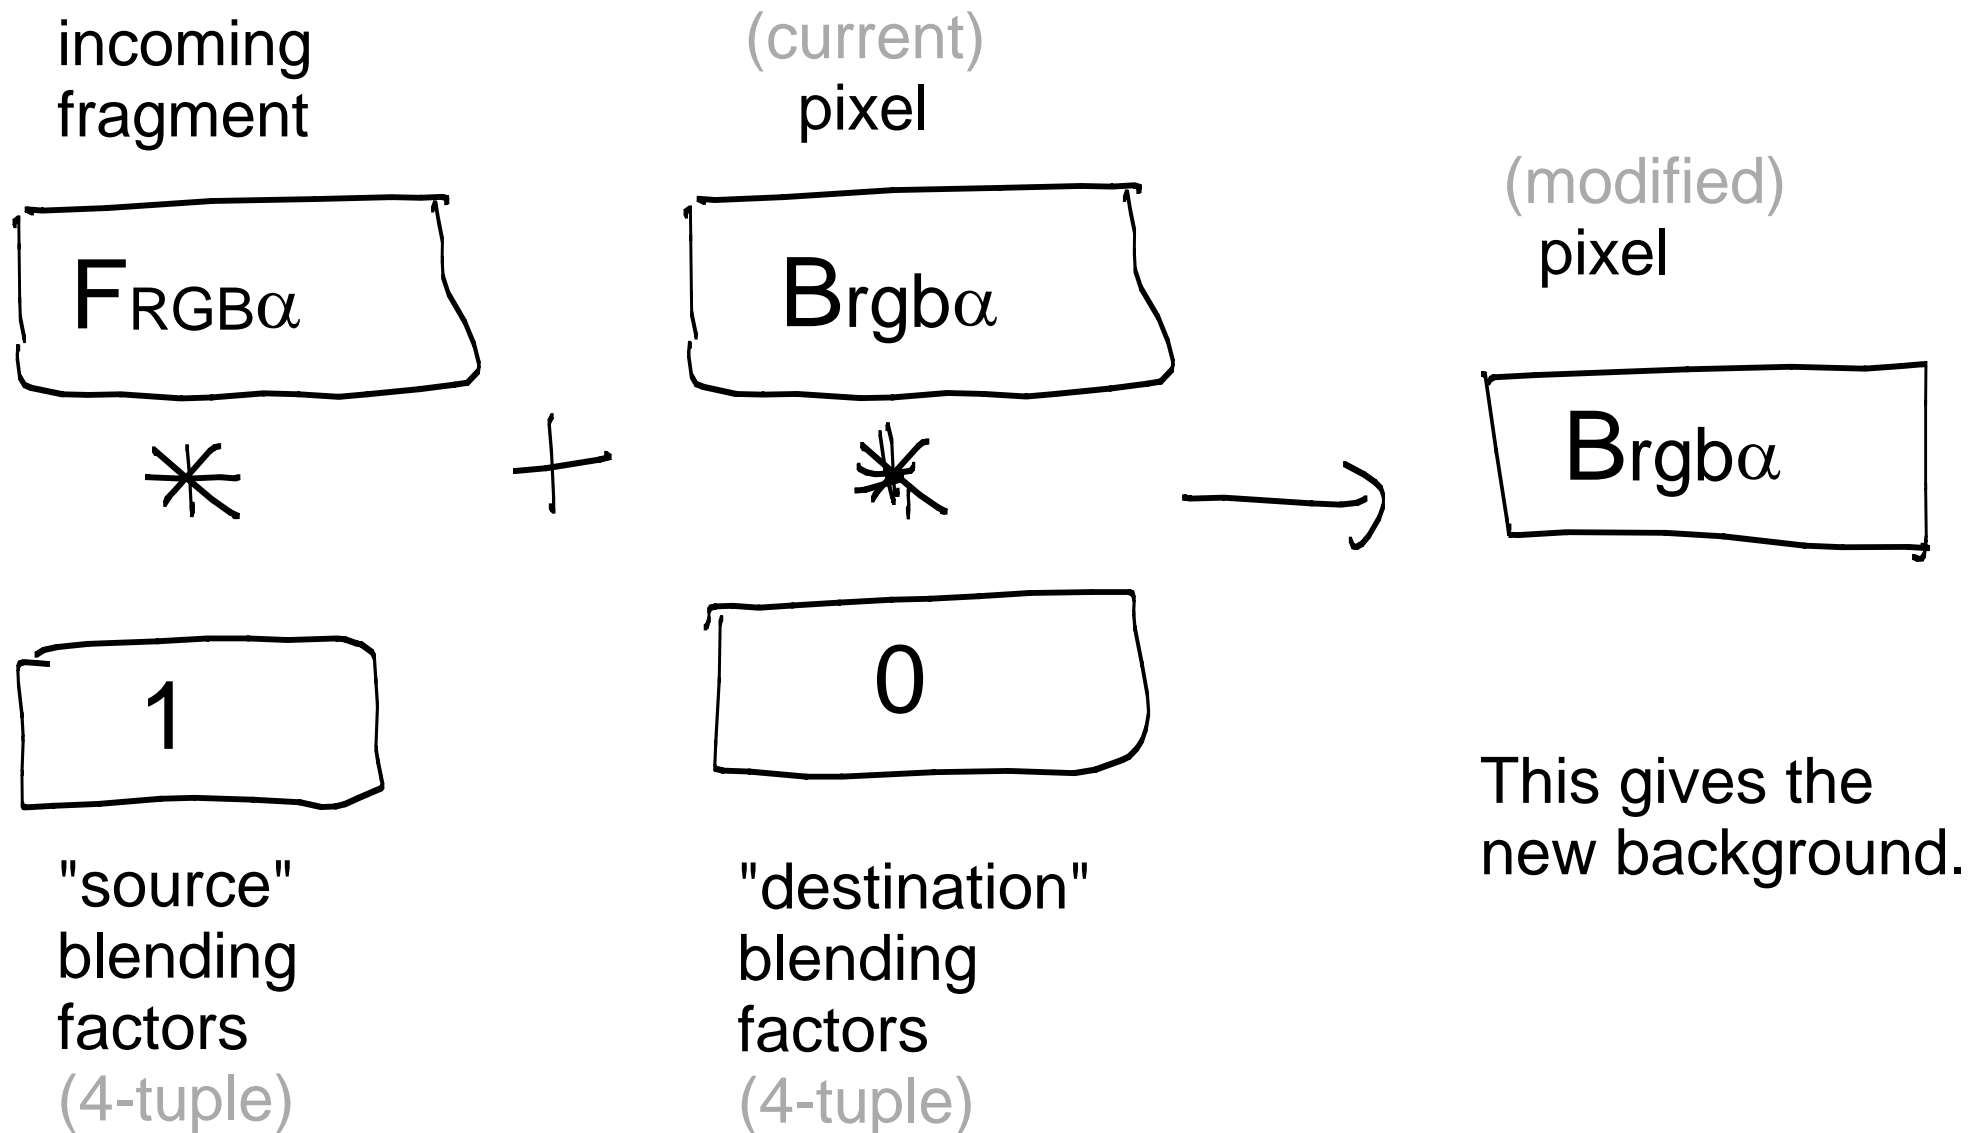 incoming
fragment
FRGBα
*
1
"source"
blending
factors
(4-tuple)
+
(current)
pixel
Brgbα
*
0
"destination"
blending
factors
(4-tuple)
→
(modified)
pixel
Brgbα
This gives the
new background.